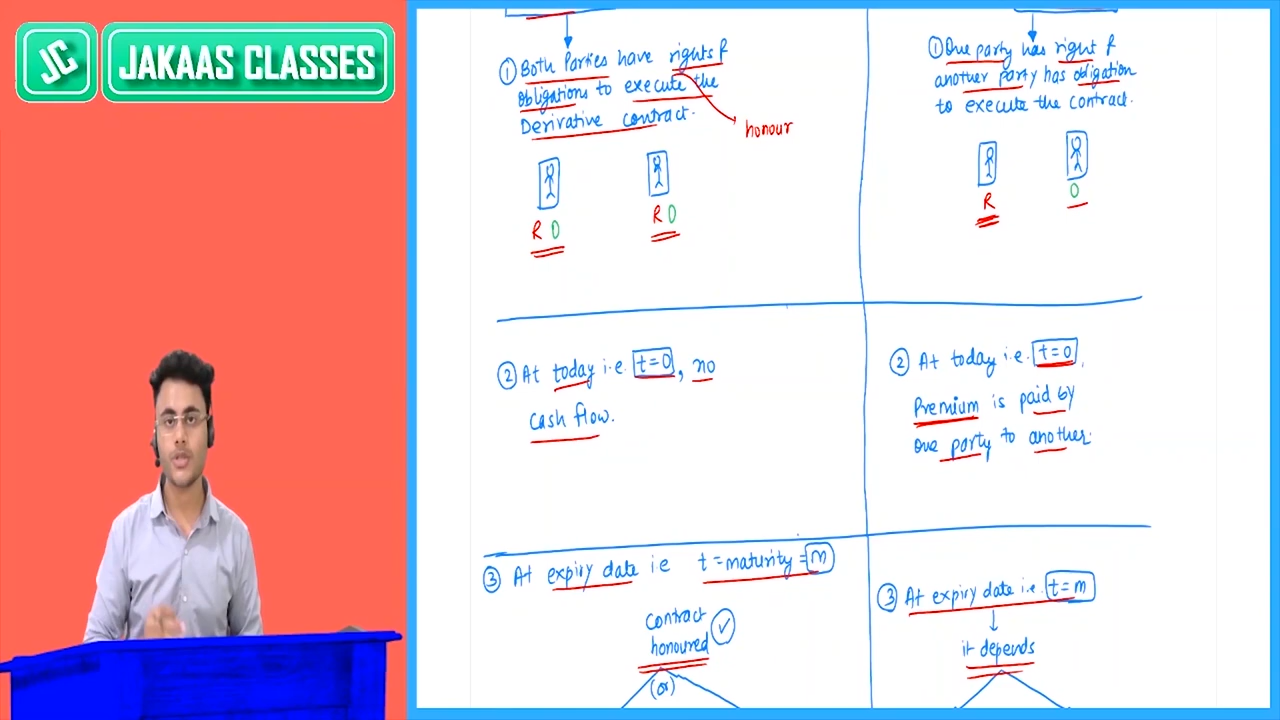 JC
JAKAAS CLASSES
① Both Parties have rights &
obligations to execute the
Derivative contract.
honour
R O
R O
② At today i.e. t=0, no
cash flow.
③ At expiry date i.e t=maturity=m
contract
honoured ✓
(or)
① One party has right &
another party has obligation
to execute the contract.
R
O
② At today i.e. t=0,
Premium is paid by
one party to another.
③ At expiry date i.e. t=m
it depends